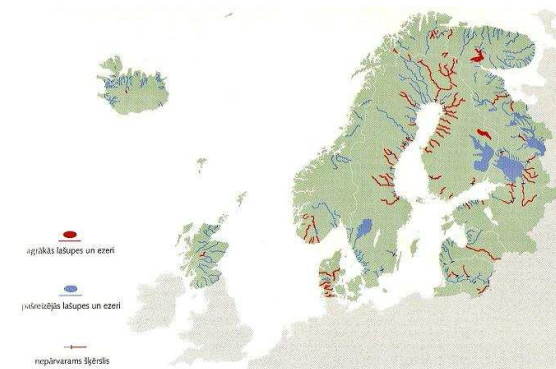 agrākās lašupes un ezeri
pašreizējās lašupes un ezeri
nepārvarams šķērslis